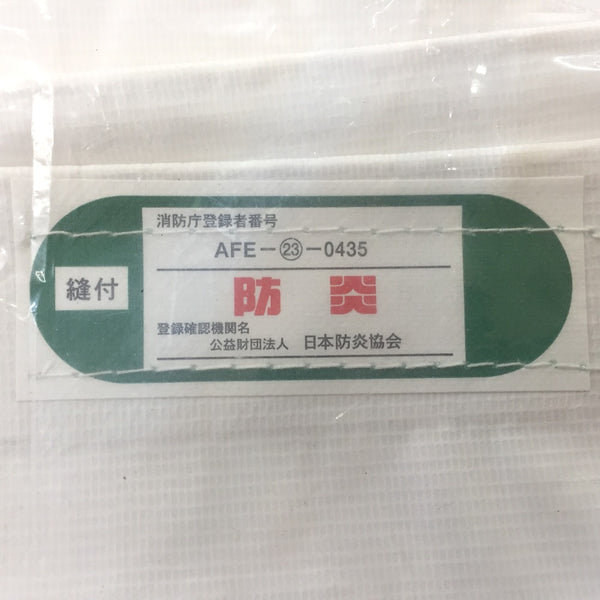 消防庁登録者番号
AFE－㉓－0435
縫付
防炎
登録確認機関名
公益財団法人 日本防炎協会